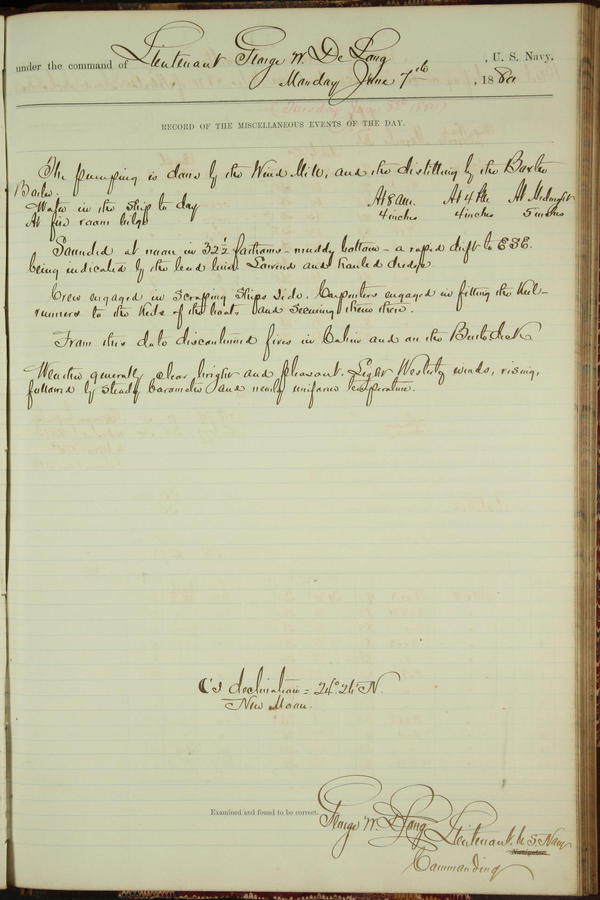 under the command of Lieutenant George W. De Long, U. S. Navy.
Monday June 7th, 1880
RECORD OF THE MISCELLANEOUS EVENTS OF THE DAY.
The pumping is done by the Wind Mill, and the distilling by the Baxter
Boiler.
Water in the ship to day At 8 am. At 4 PM. At Midnight
At fire room bilge 4 inches 4 inches 5 inches
Sounded at noon in 32½ fathoms - muddy bottom - a rapid drift to ESE.
being indicated by the lead line. Lowered and hauled dredge.
Crew engaged in scraping ships side. Carpenters engaged in fitting the keel-
runners to the keels of the boats and securing them there.
From this date discontinued fires in Cabin and on the Berth deck
Weather generally clear, bright and pleasant. Light Westerly winds, rising,
followed by steady barometer and nearly uniform temperature.
☾'s declination = 24° 26' N.
New Moon.
Examined and found to be correct.
George W. De Long Lieutenant U.S. Navy
Navigator.
Commanding